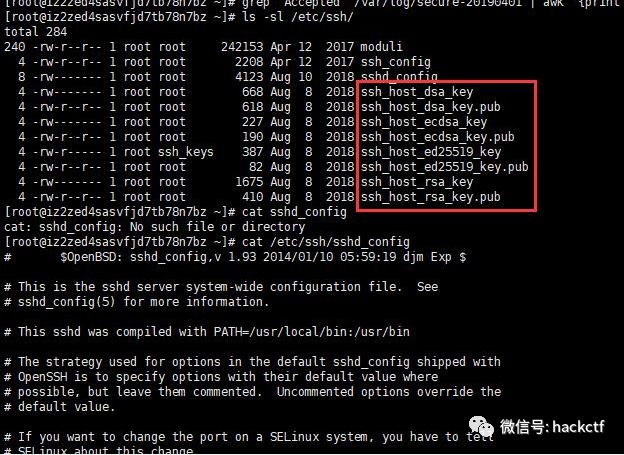 [root@iz2zed4sasvfjd7tb78n7bz ~]# grep "Accepted "/var/log/secure-20190401 | awk '{print
[root@iz2zed4sasvfjd7tb78n7bz ~]# ls -sl /etc/ssh/
total 284
240 -rw-r--r-- 1 root root 242153 Apr 12 2017 moduli
4 -rw-r--r-- 1 root root 2208 Apr 12 2017 ssh_config
8 -rw------- 1 root root 4123 Aug 10 2018 sshd_config
4 -rw------- 1 root root 668 Aug 8 2018 ssh_host_dsa_key
4 -rw-r--r-- 1 root root 618 Aug 8 2018 ssh_host_dsa_key.pub
4 -rw------- 1 root root 227 Aug 8 2018 ssh_host_ecdsa_key
4 -rw-r--r-- 1 root root 190 Aug 8 2018 ssh_host_ecdsa_key.pub
4 -rw-r----- 1 root ssh_keys 387 Aug 8 2018 ssh_host_ed25519_key
4 -rw-r--r-- 1 root root 82 Aug 8 2018 ssh_host_ed25519_key.pub
4 -rw------- 1 root root 1675 Aug 8 2018 ssh_host_rsa_key
4 -rw-r--r-- 1 root root 410 Aug 8 2018 ssh_host_rsa_key.pub
[root@iz2zed4sasvfjd7tb78n7bz ~]# cat sshd_config
cat: sshd_config: No such file or directory
[root@iz2zed4sasvfjd7tb78n7bz ~]# cat /etc/ssh/sshd_config
# $OpenBSD: sshd_config,v 1.93 2014/01/10 05:59:19 djm Exp $
# This is the sshd server system-wide configuration file. See
# sshd_config(5) for more information.
# This sshd was compiled with PATH=/usr/local/bin:/usr/bin
# The strategy used for options in the default sshd_config shipped with
# OpenSSH is to specify options with their default value where
# possible, but leave them commented. Uncommented options override the
# default value.
微信号: hackctf
# If you want to change the port on a SELinux system, you have to tell
# SELinux about this change.